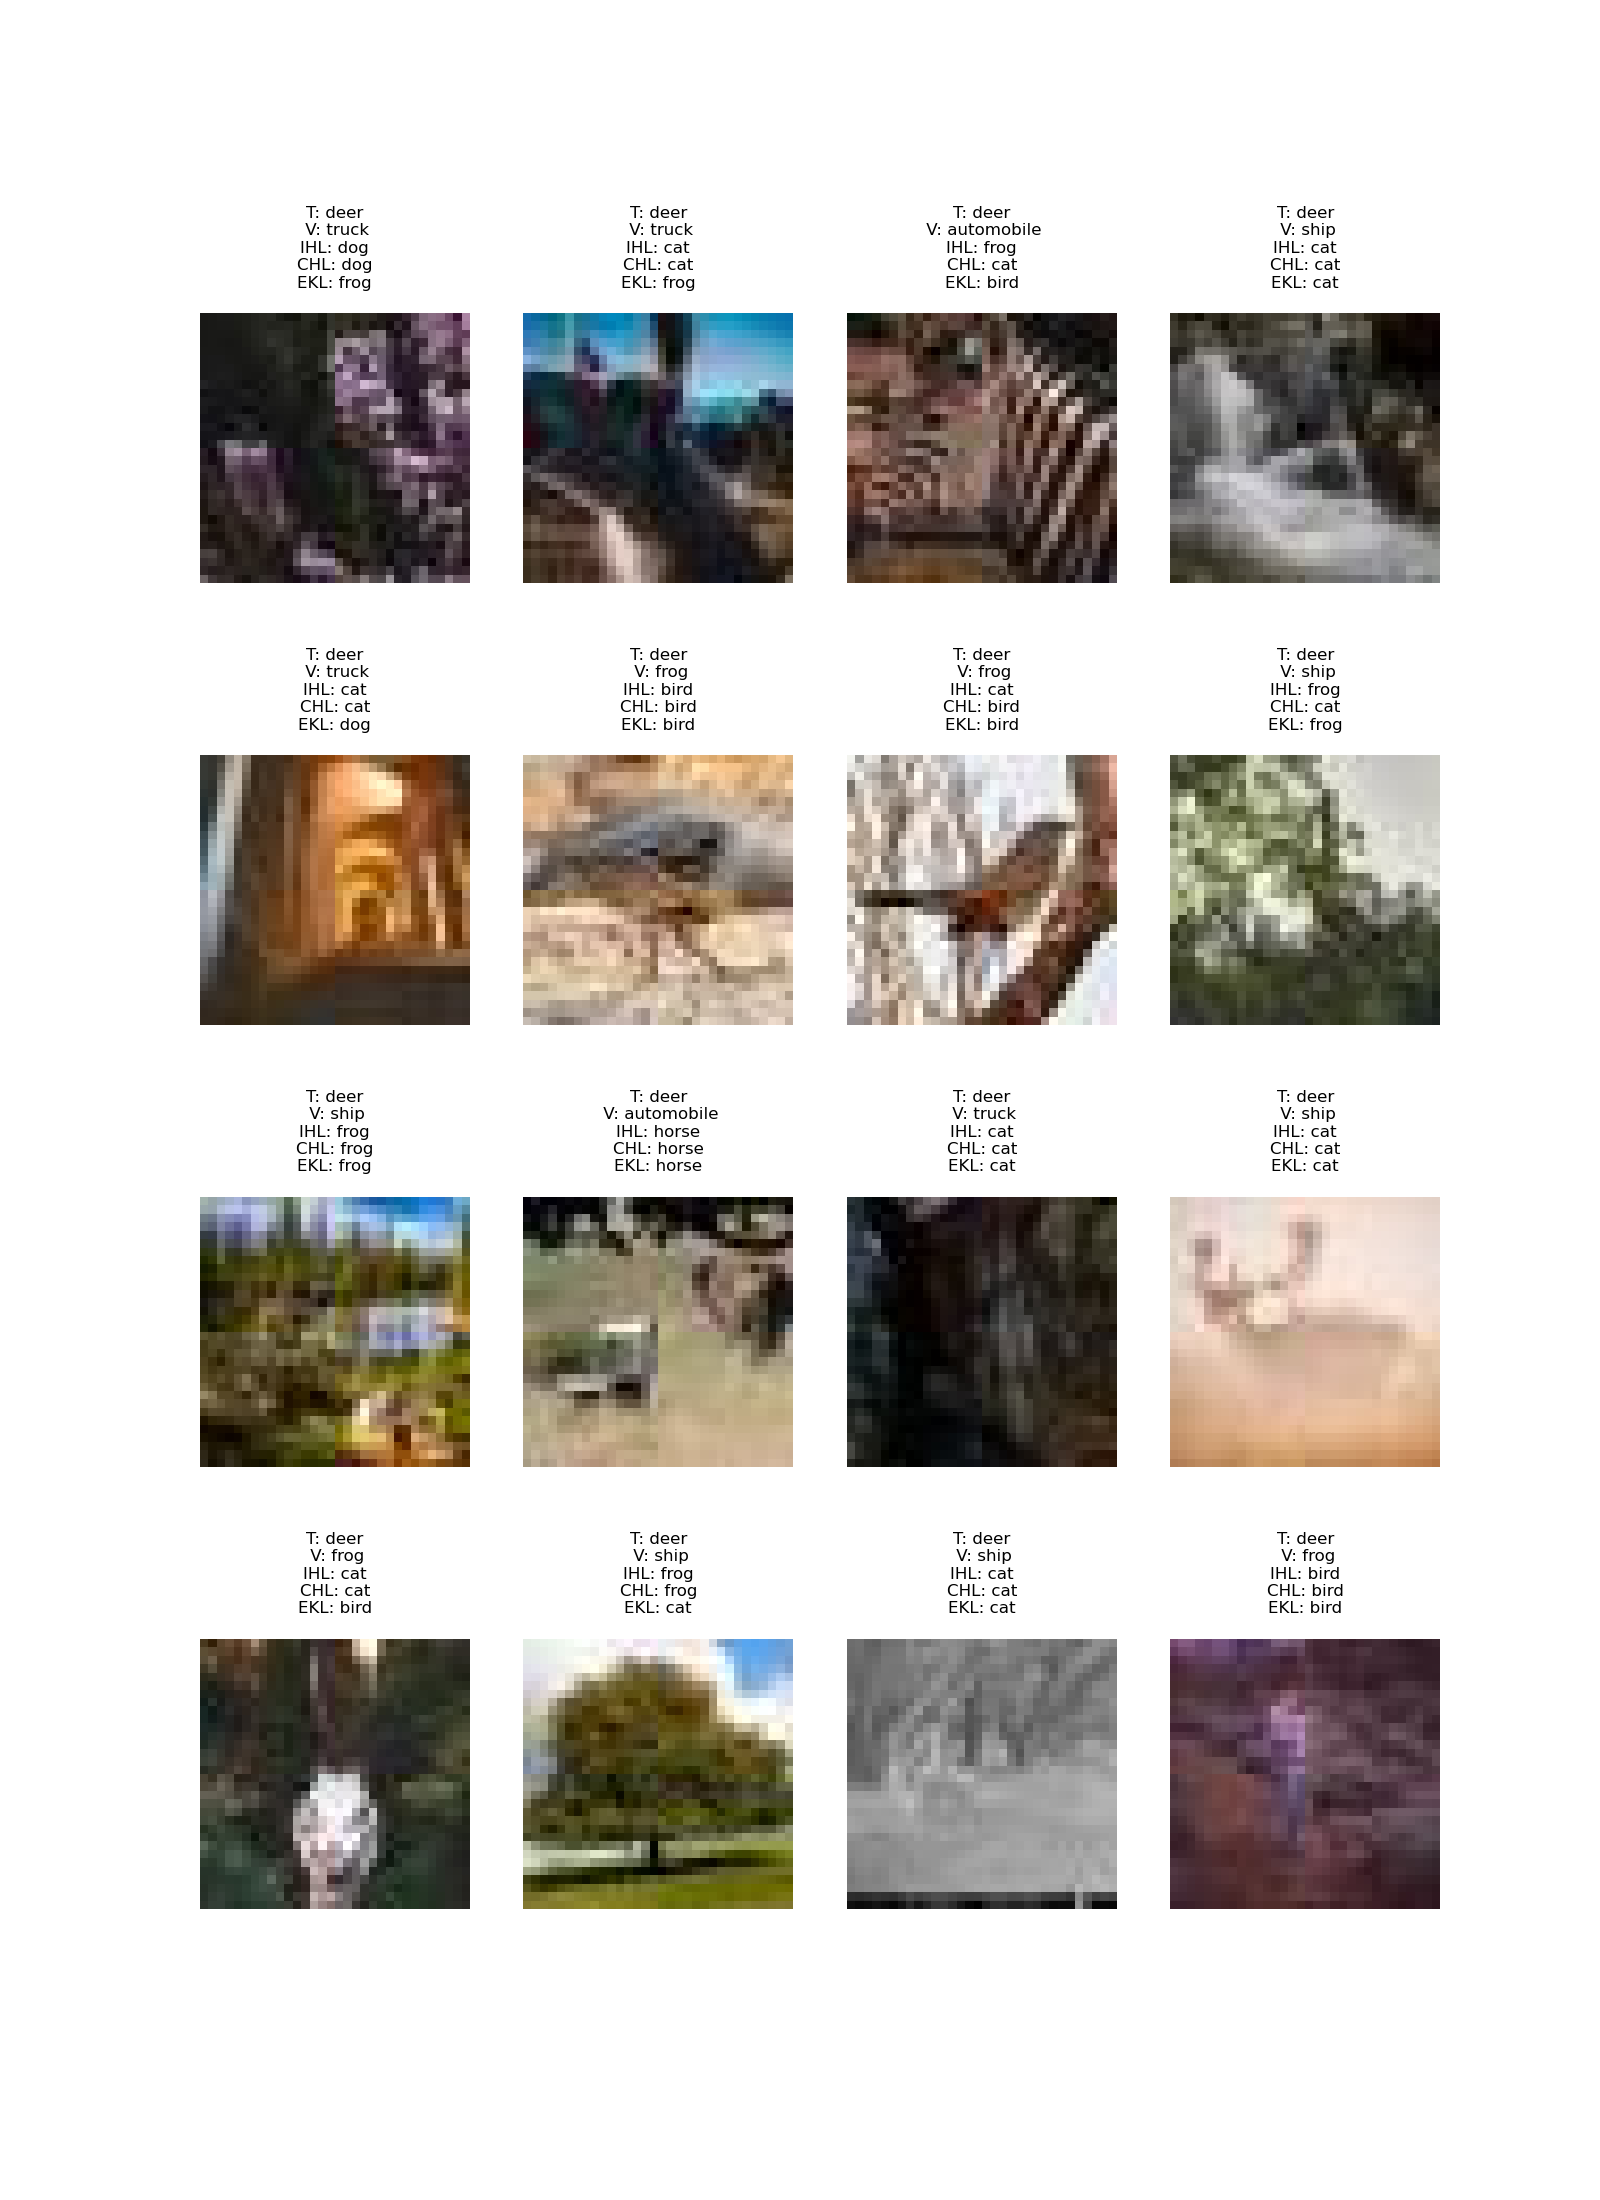 T: deer
V: truck
IHL: dog
CHL: dog
EKL: frog
T: deer
V: truck
IHL: cat
CHL: cat
EKL: frog
T: deer
V: automobile
IHL: frog
CHL: cat
EKL: bird
T: deer
V: ship
IHL: cat
CHL: cat
EKL: cat
T: deer
V: truck
IHL: cat
CHL: cat
EKL: dog
T: deer
V: frog
IHL: bird
CHL: bird
EKL: bird
T: deer
V: frog
IHL: cat
CHL: bird
EKL: bird
T: deer
V: ship
IHL: frog
CHL: cat
EKL: frog
T: deer
V: ship
IHL: frog
CHL: frog
EKL: frog
T: deer
V: automobile
IHL: horse
CHL: horse
EKL: horse
T: deer
V: truck
IHL: cat
CHL: cat
EKL: cat
T: deer
V: ship
IHL: cat
CHL: cat
EKL: cat
T: deer
V: frog
IHL: cat
CHL: cat
EKL: bird
T: deer
V: ship
IHL: frog
CHL: frog
EKL: cat
T: deer
V: ship
IHL: cat
CHL: cat
EKL: cat
T: deer
V: frog
IHL: bird
CHL: bird
EKL: bird